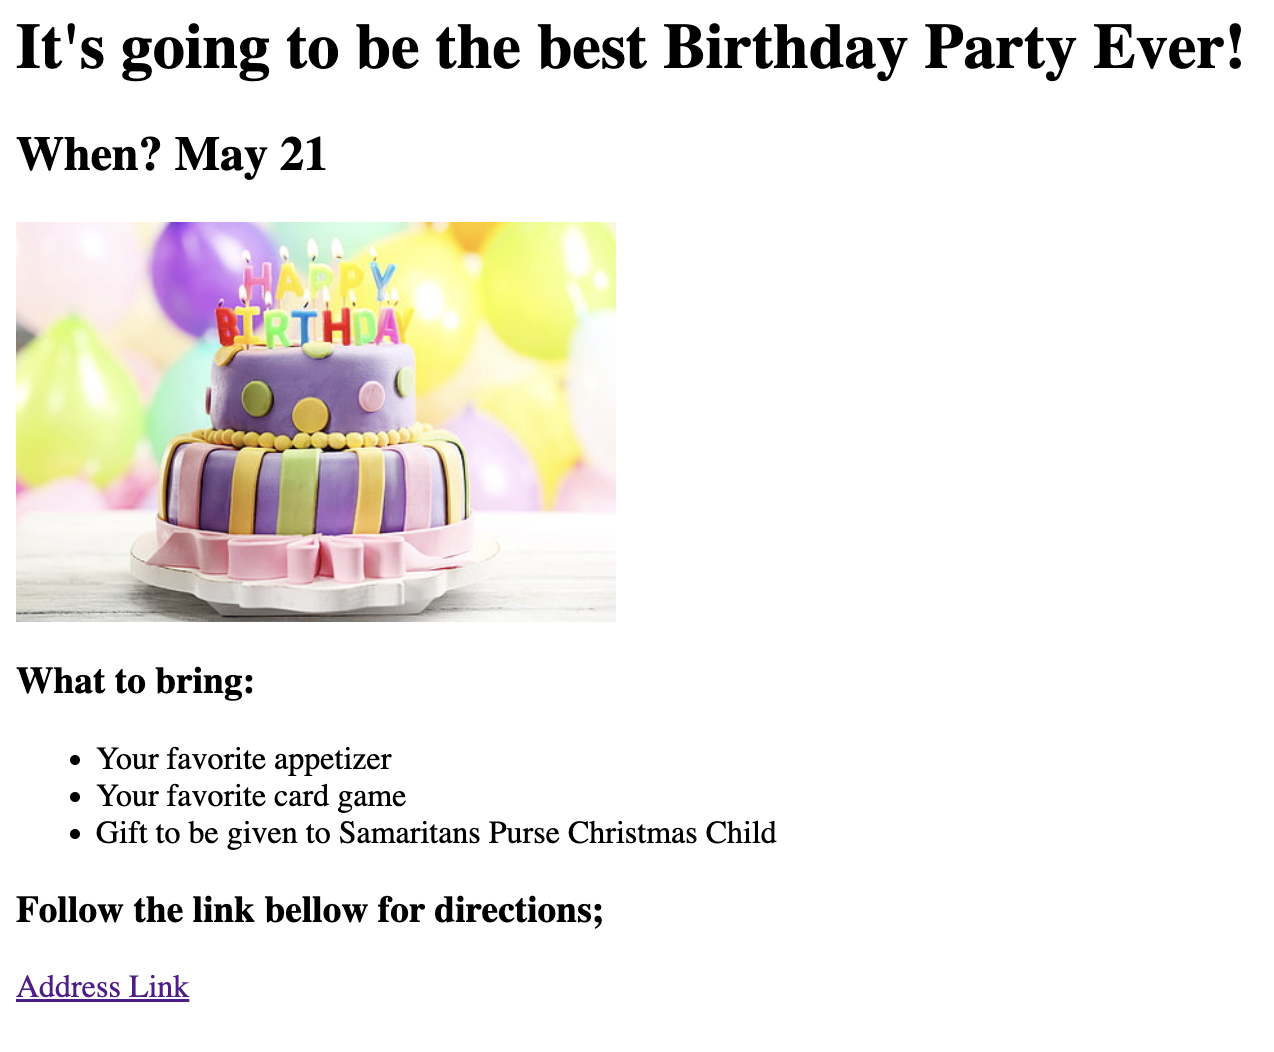 It's going to be the best Birthday Party Ever!
When? May 21
HAPPY
BIRTHDAY
What to bring:
Your favorite appetizer
Your favorite card game
Gift to be given to Samaritans Purse Christmas Child
Follow the link bellow for directions;
Address Link